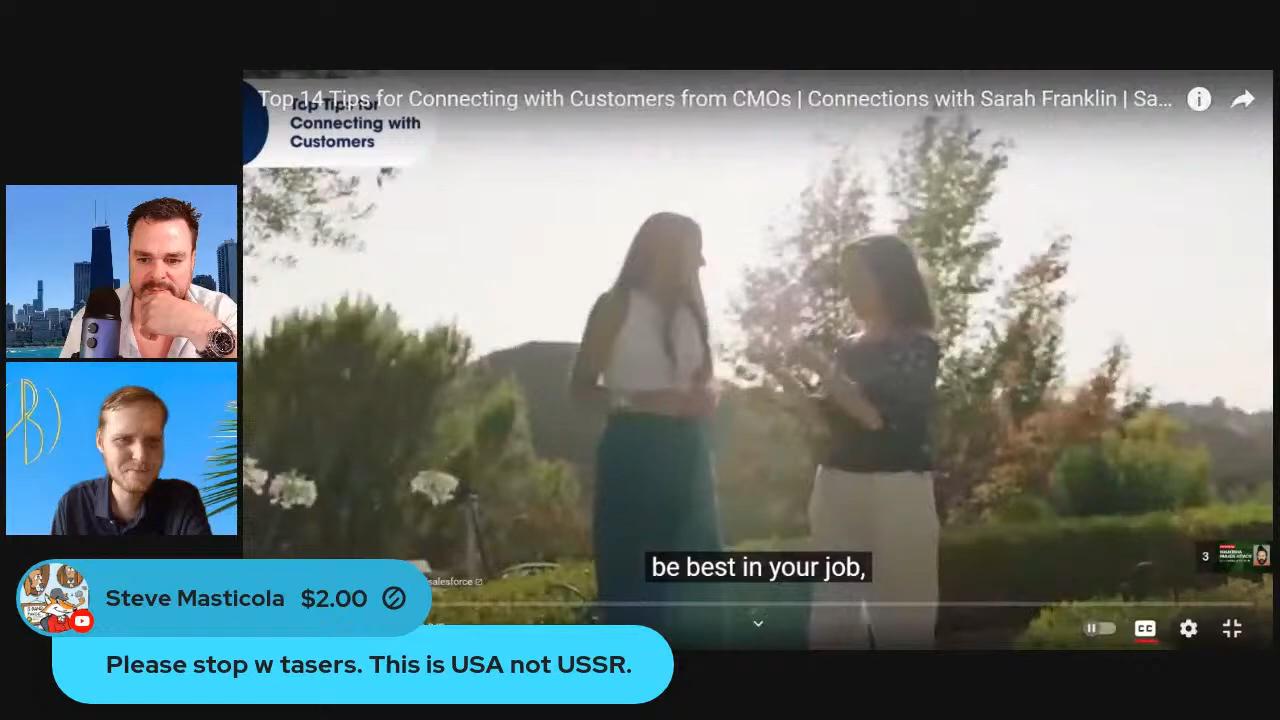 Top 14 Tips for Connecting with Customers from CMOs | Connections with Sarah Franklin | Sa...
Top Tips for
Connecting with
Customers
be best in your job,
3
salesforce
Steve Masticola $2.00
Please stop w tasers. This is USA not USSR.
CC